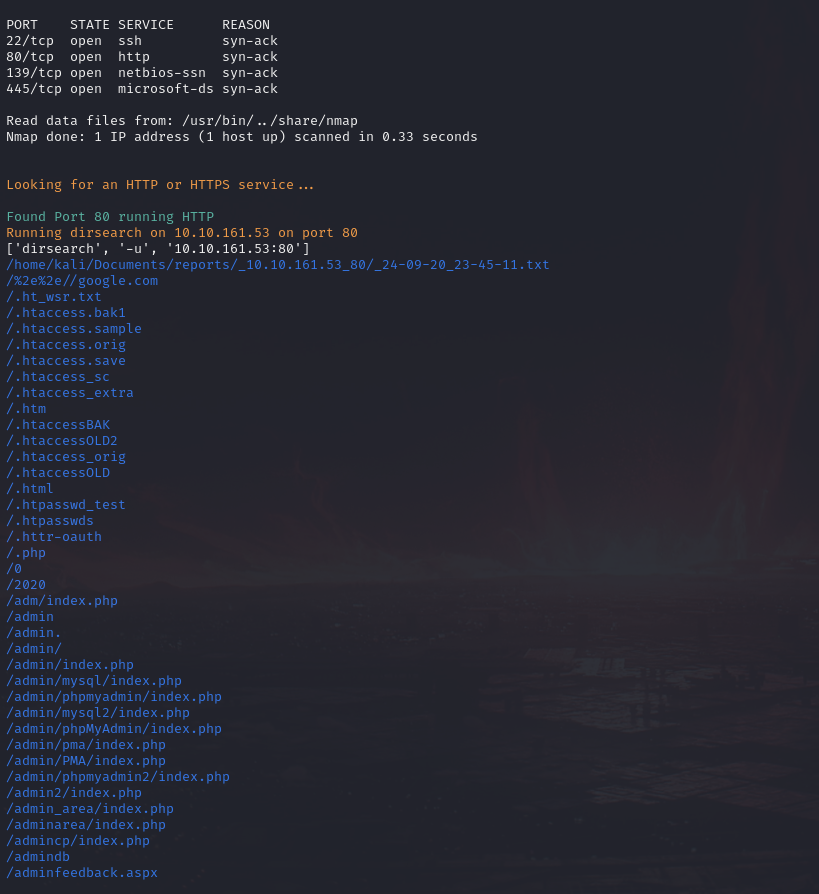 PORT    STATE SERVICE      REASON
22/tcp  open  ssh          syn-ack
80/tcp  open  http         syn-ack
139/tcp open  netbios-ssn  syn-ack
445/tcp open  microsoft-ds syn-ack
Read data files from: /usr/bin/../share/nmap
Nmap done: 1 IP address (1 host up) scanned in 0.33 seconds
Looking for an HTTP or HTTPS service...
Found Port 80 running HTTP
Running dirsearch on 10.10.161.53 on port 80
['dirsearch', '-u', '10.10.161.53:80']
/home/kali/Documents/reports/_10.10.161.53_80/_24-09-20_23-45-11.txt
/%2e%2e//google.com
/.ht_wsr.txt
/.htaccess.bak1
/.htaccess.sample
/.htaccess.orig
/.htaccess.save
/.htaccess_sc
/.htaccess_extra
/.htm
/.htaccessBAK
/.htaccessOLD2
/.htaccess_orig
/.htaccessOLD
/.html
/.htpasswd_test
/.htpasswds
/.httr-oauth
/.php
/0
/2020
/adm/index.php
/admin
/admin.
/admin/
/admin/index.php
/admin/mysql/index.php
/admin/phpmyadmin/index.php
/admin/mysql2/index.php
/admin/phpMyAdmin/index.php
/admin/pma/index.php
/admin/PMA/index.php
/admin/phpmyadmin2/index.php
/admin2/index.php
/admin_area/index.php
/adminarea/index.php
/admincp/index.php
/admindb
/adminfeedback.aspx